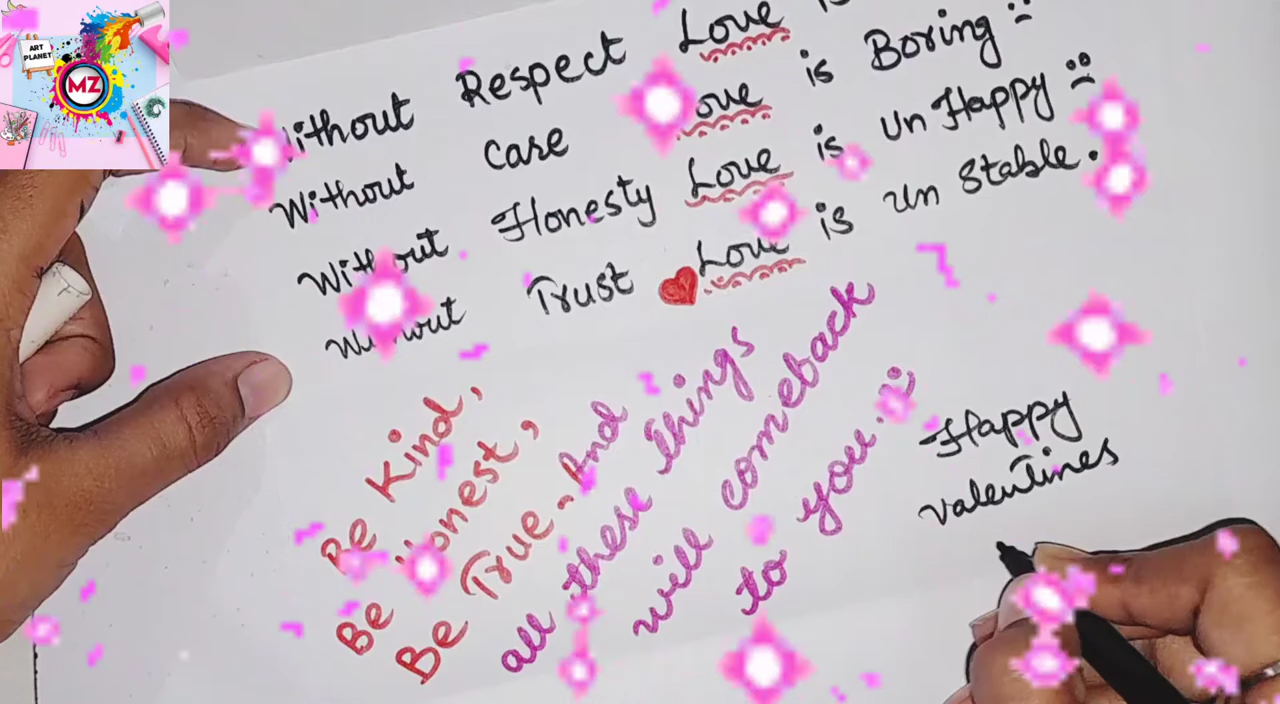 ART
PLANET
MZ
Without Respect Love is
Without Care Love is Boring
Without Honesty Love is Un Happy
Without Trust Love is Un Stable.
Be Kind,
Be Honest,
Be True. And
all these things
will comeback
to you.
Happy
valentines